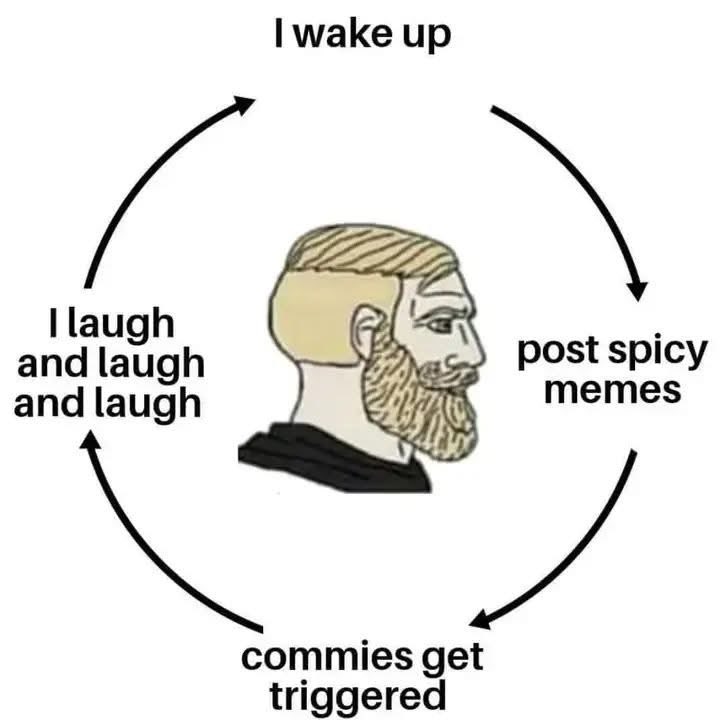 I wake up
post spicy
memes
commies get
triggered
I laugh
and laugh
and laugh